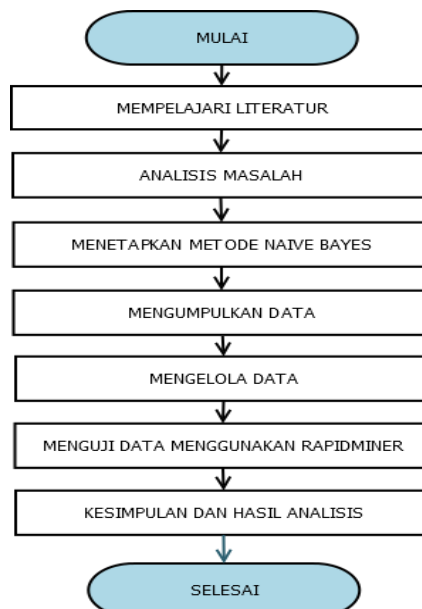 MULAI
MEMPELAJARI LITERATUR
ANALISIS MASALAH
MENETAPKAN METODE NAIVE BAYES
MENGUMPULKAN DATA
MENGELOLA DATA
MENGUJI DATA MENGGUNAKAN RAPIDMINER
KESIMPULAN DAN HASIL ANALISIS
SELESAI